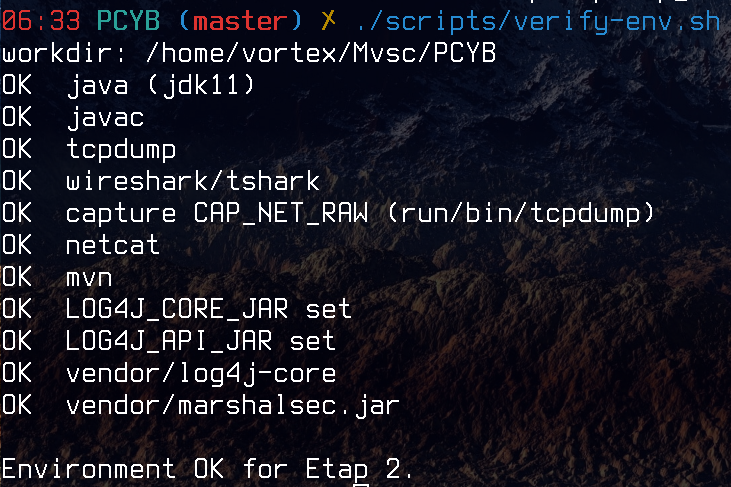 06:33 PCYB (master) ✗ ./scripts/verify-env.sh
workdir: /home/vortex/Mvsc/PCYB
OK  java (jdk11)
OK  javac
OK  tcpdump
OK  wireshark/tshark
OK  capture CAP_NET_RAW (run/bin/tcpdump)
OK  netcat
OK  mvn
OK  LOG4J_CORE_JAR set
OK  LOG4J_API_JAR set
OK  vendor/log4j-core
OK  vendor/marshalsec.jar
Environment OK for Etap 2.